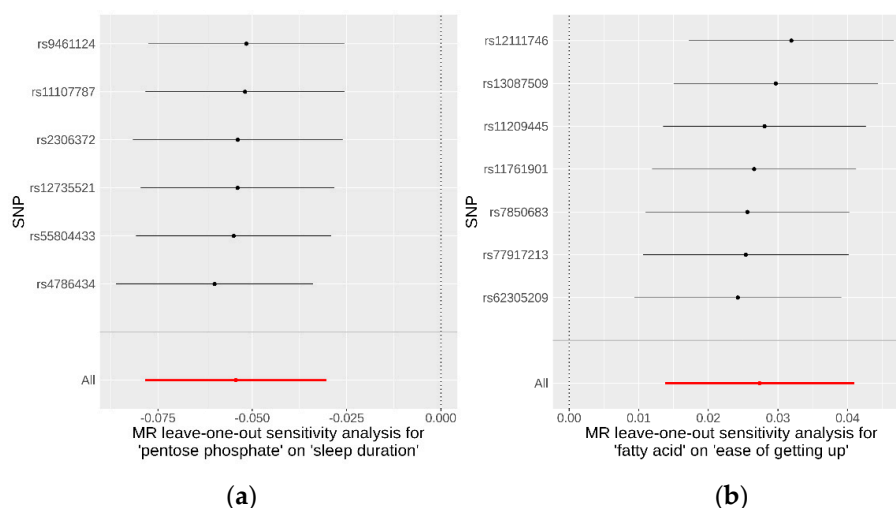 rs9461124
rs11107787
rs2306372
rs12735521
rs55804433
rs4786434
All
SNP
-0.075 -0.050 -0.025 0.000
MR leave-one-out sensitivity analysis for
'pentose phosphate' on 'sleep duration'
(a)
rs12111746
rs13087509
rs11209445
rs11761901
rs7850683
rs77917213
rs62305209
All
SNP
0.00 0.01 0.02 0.03 0.04
MR leave-one-out sensitivity analysis for
'fatty acid' on 'ease of getting up'
(b)